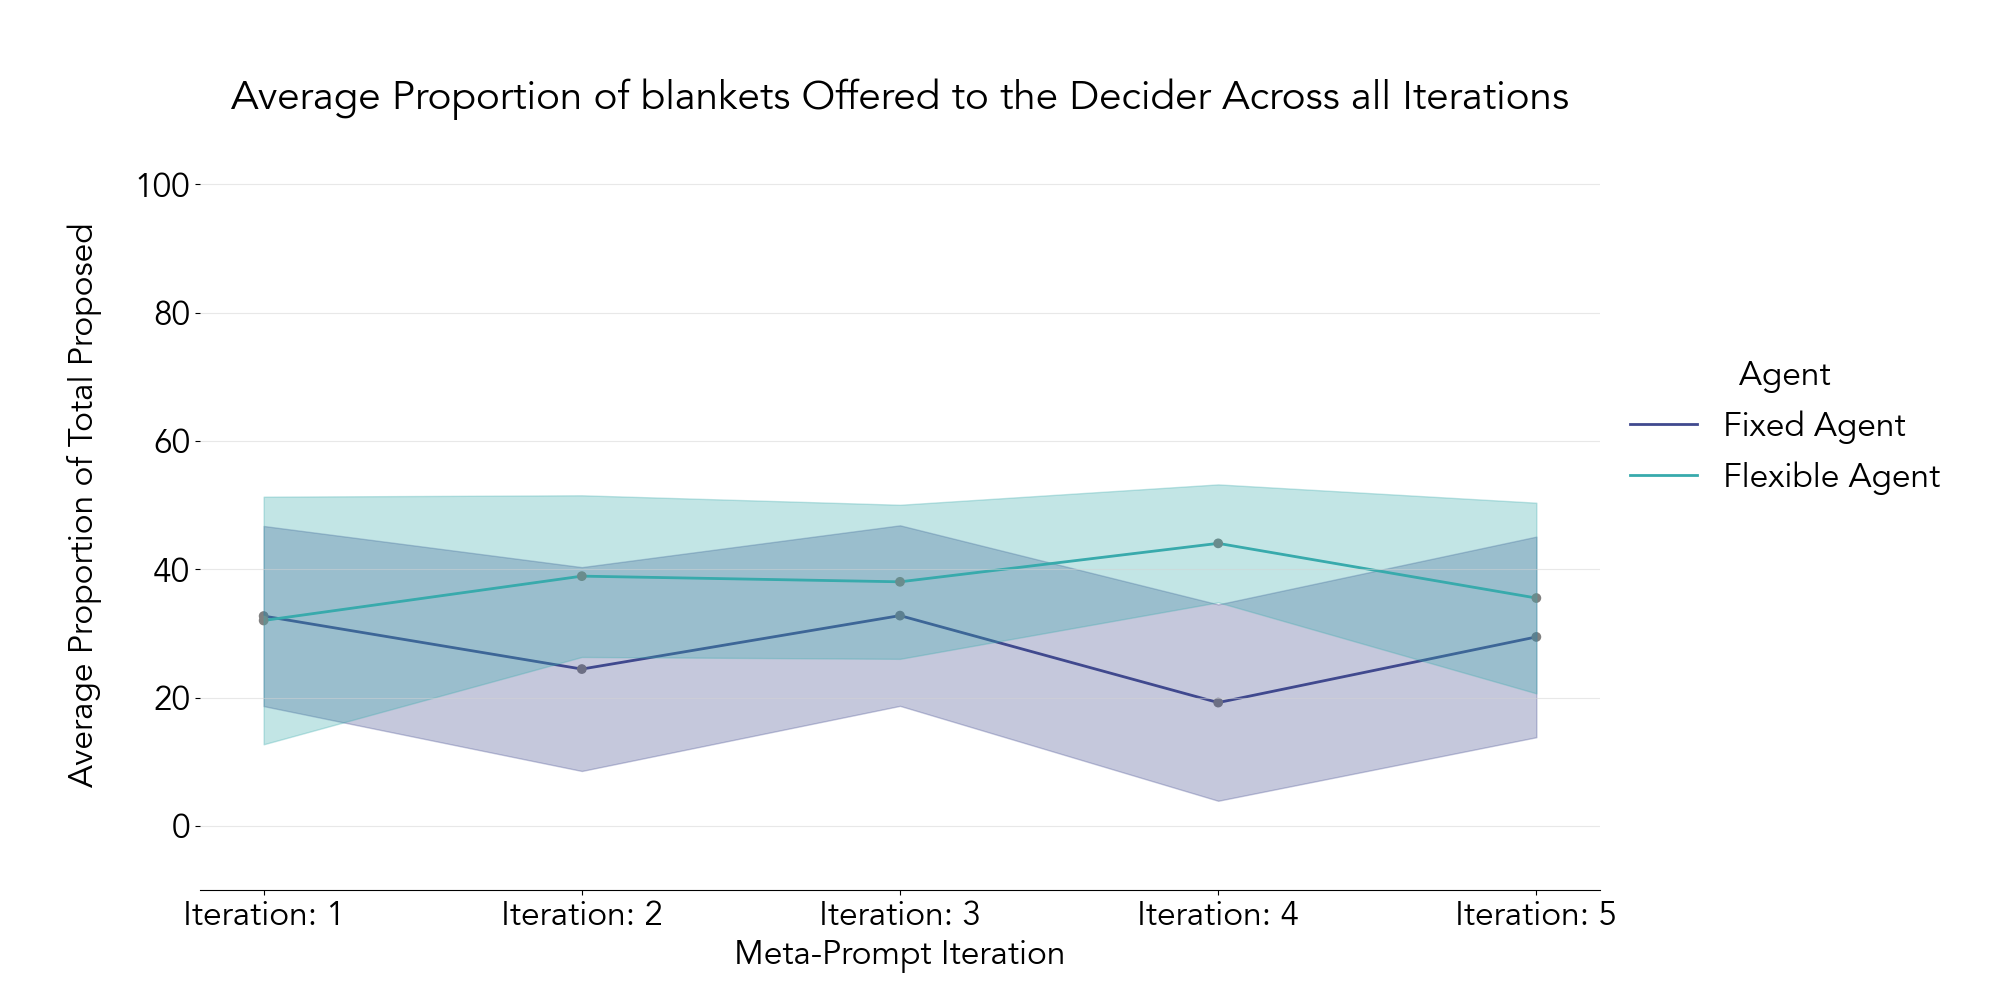 Average Proportion of blankets Offered to the Decider Across all Iterations
Average Proportion of Total Proposed
100
80
60
40
20
0
Iteration: 1
Iteration: 2
Iteration: 3
Iteration: 4
Iteration: 5
Meta-Prompt Iteration
Agent
Fixed Agent
Flexible Agent